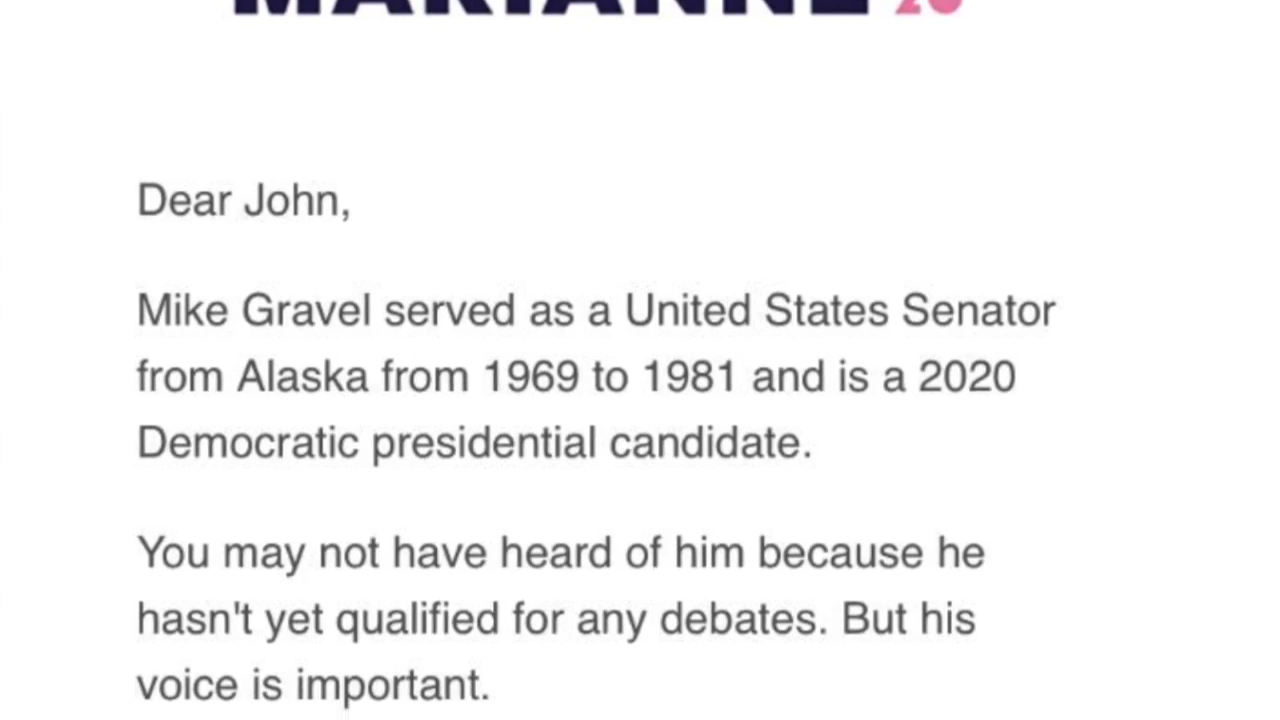 MARIANNE
Dear John,
Mike Gravel served as a United States Senator
from Alaska from 1969 to 1981 and is a 2020
Democratic presidential candidate.
You may not have heard of him because he
hasn't yet qualified for any debates. But his
voice is important.